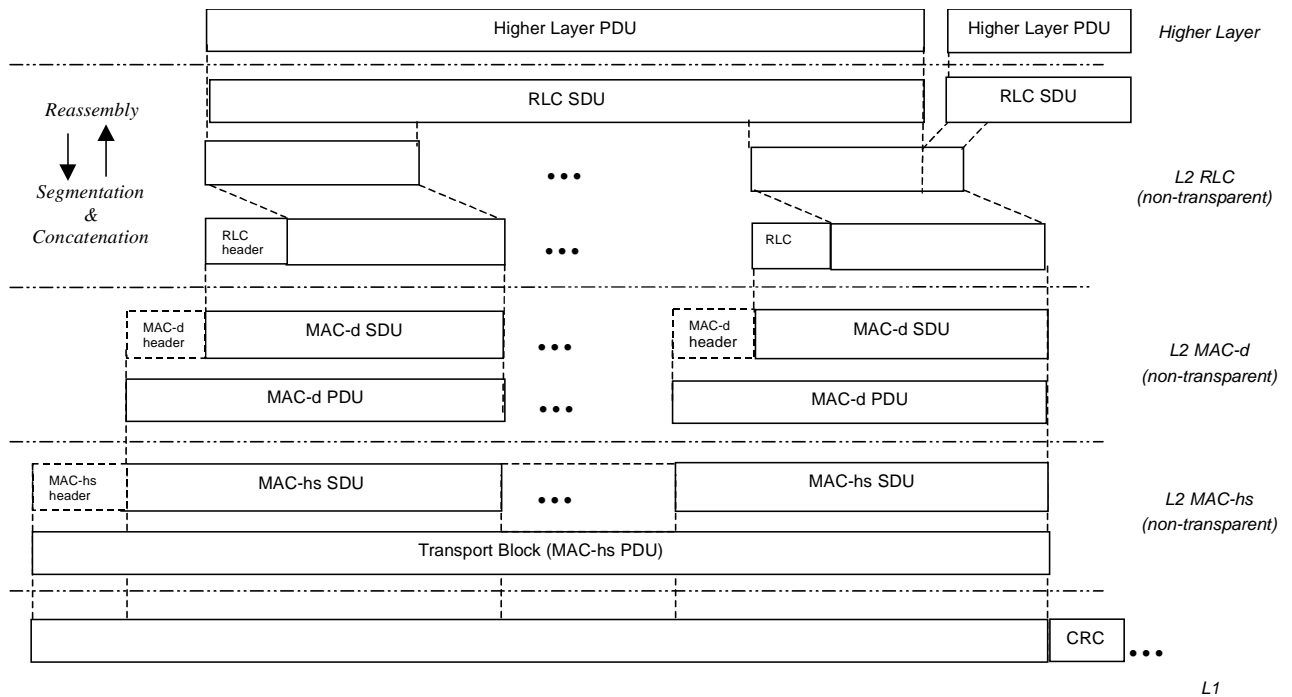 Higher Layer PDU
Higher Layer PDU
Higher Layer
RLC SDU
RLC SDU
Reassembly
Segmentation
&
Concatenation
•••
L2 RLC
(non-transparent)
RLC
header
•••
RLC
MAC-d
header
MAC-d SDU
•••
MAC-d
header
MAC-d SDU
L2 MAC-d
(non-transparent)
MAC-d PDU
•••
MAC-d PDU
MAC-hs
header
MAC-hs SDU
•••
MAC-hs SDU
L2 MAC-hs
(non-transparent)
Transport Block (MAC-hs PDU)
CRC
•••
L1